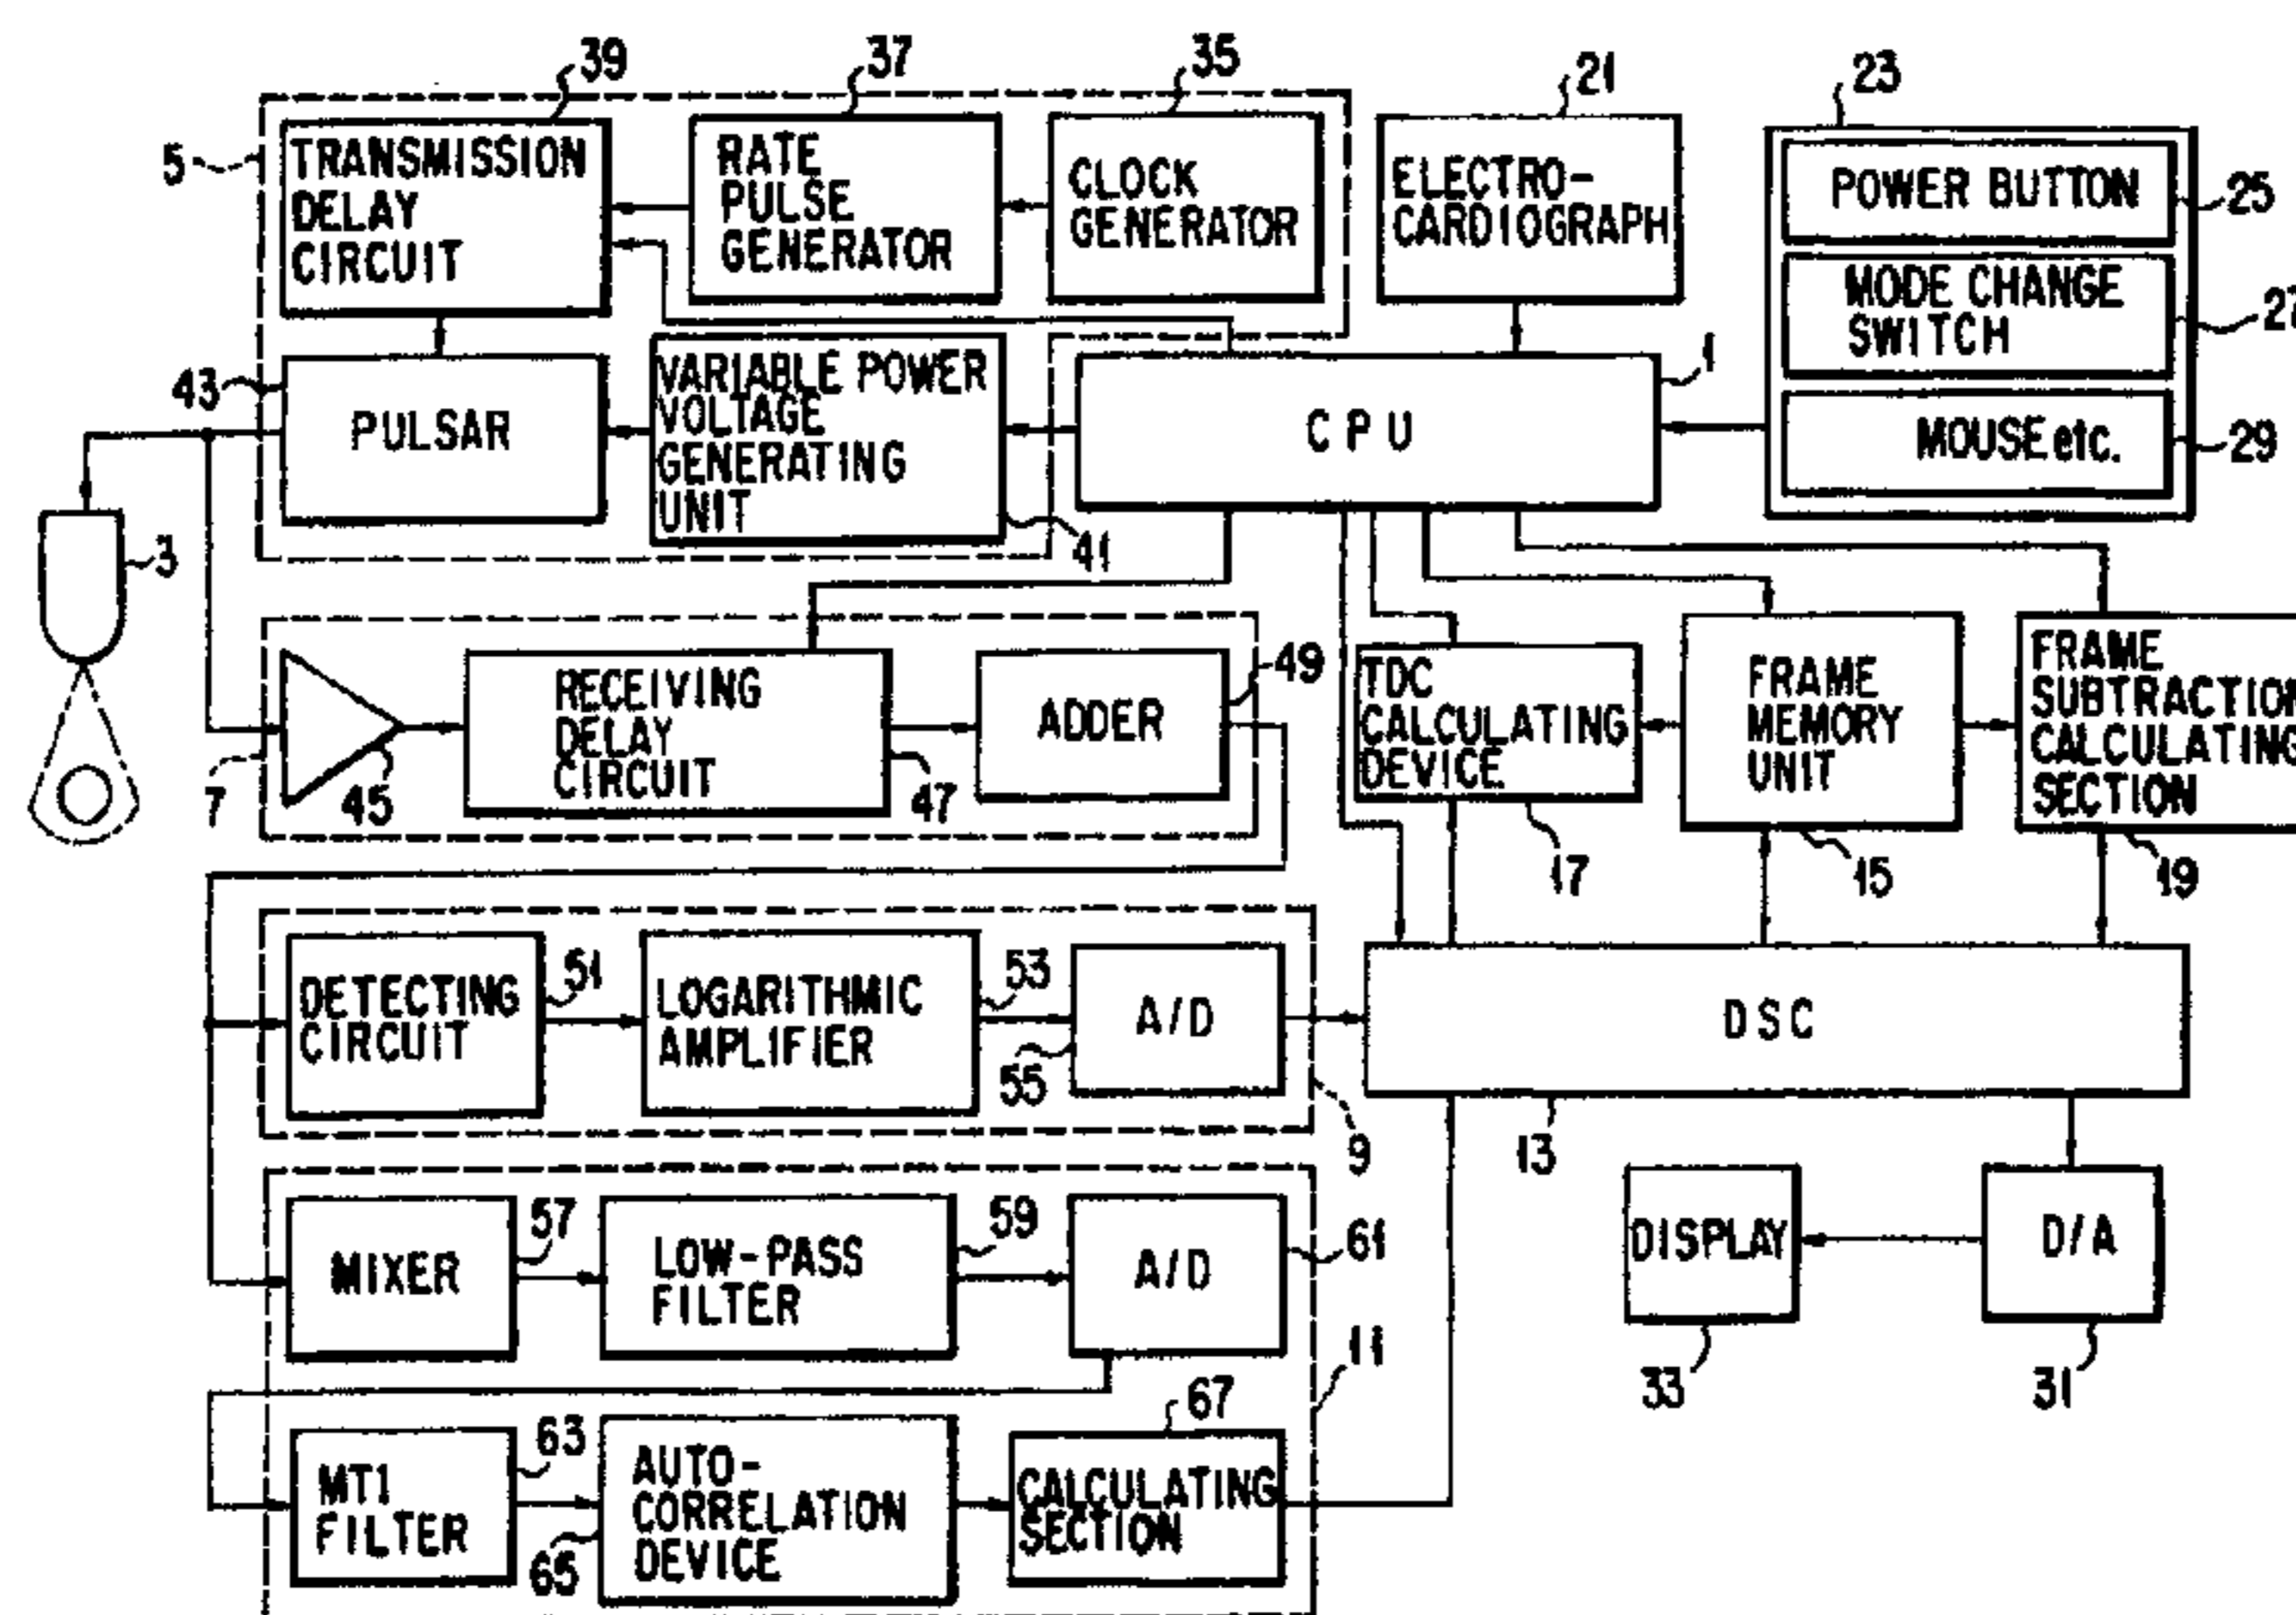 39
37
35
21
23
5
TRANSMISSION
DELAY
CIRCUIT
RATE
PULSE
GENERATOR
CLOCK
GENERATOR
ELECTRO-
CARDIOGRAPH
POWER BUTTON
25
MODE CHANGE
SWITCH
MOUSE etc.
29
43
PULSAR
VARIABLE POWER
VOLTAGE
GENERATING
UNIT
41
CPU
1
3
7
45
RECEIVING
DELAY
CIRCUIT
47
ADDER
49
TDC
CALCULATING
DEVICE
17
FRAME
MEMORY
UNIT
15
FRAME
CALCULATING
SECTION
19
DETECTING
CIRCUIT
51
LOGARITHMIC
AMPLIFIER
53
A/D
55
9
DSC
13
MIXER
57
LOW-PASS
FILTER
59
A/D
61
11
DISPLAY
33
D/A
31
MTI
FILTER
63
AUTO-
CORRELATION
DEVICE
65
CALCULATING
SECTION
67